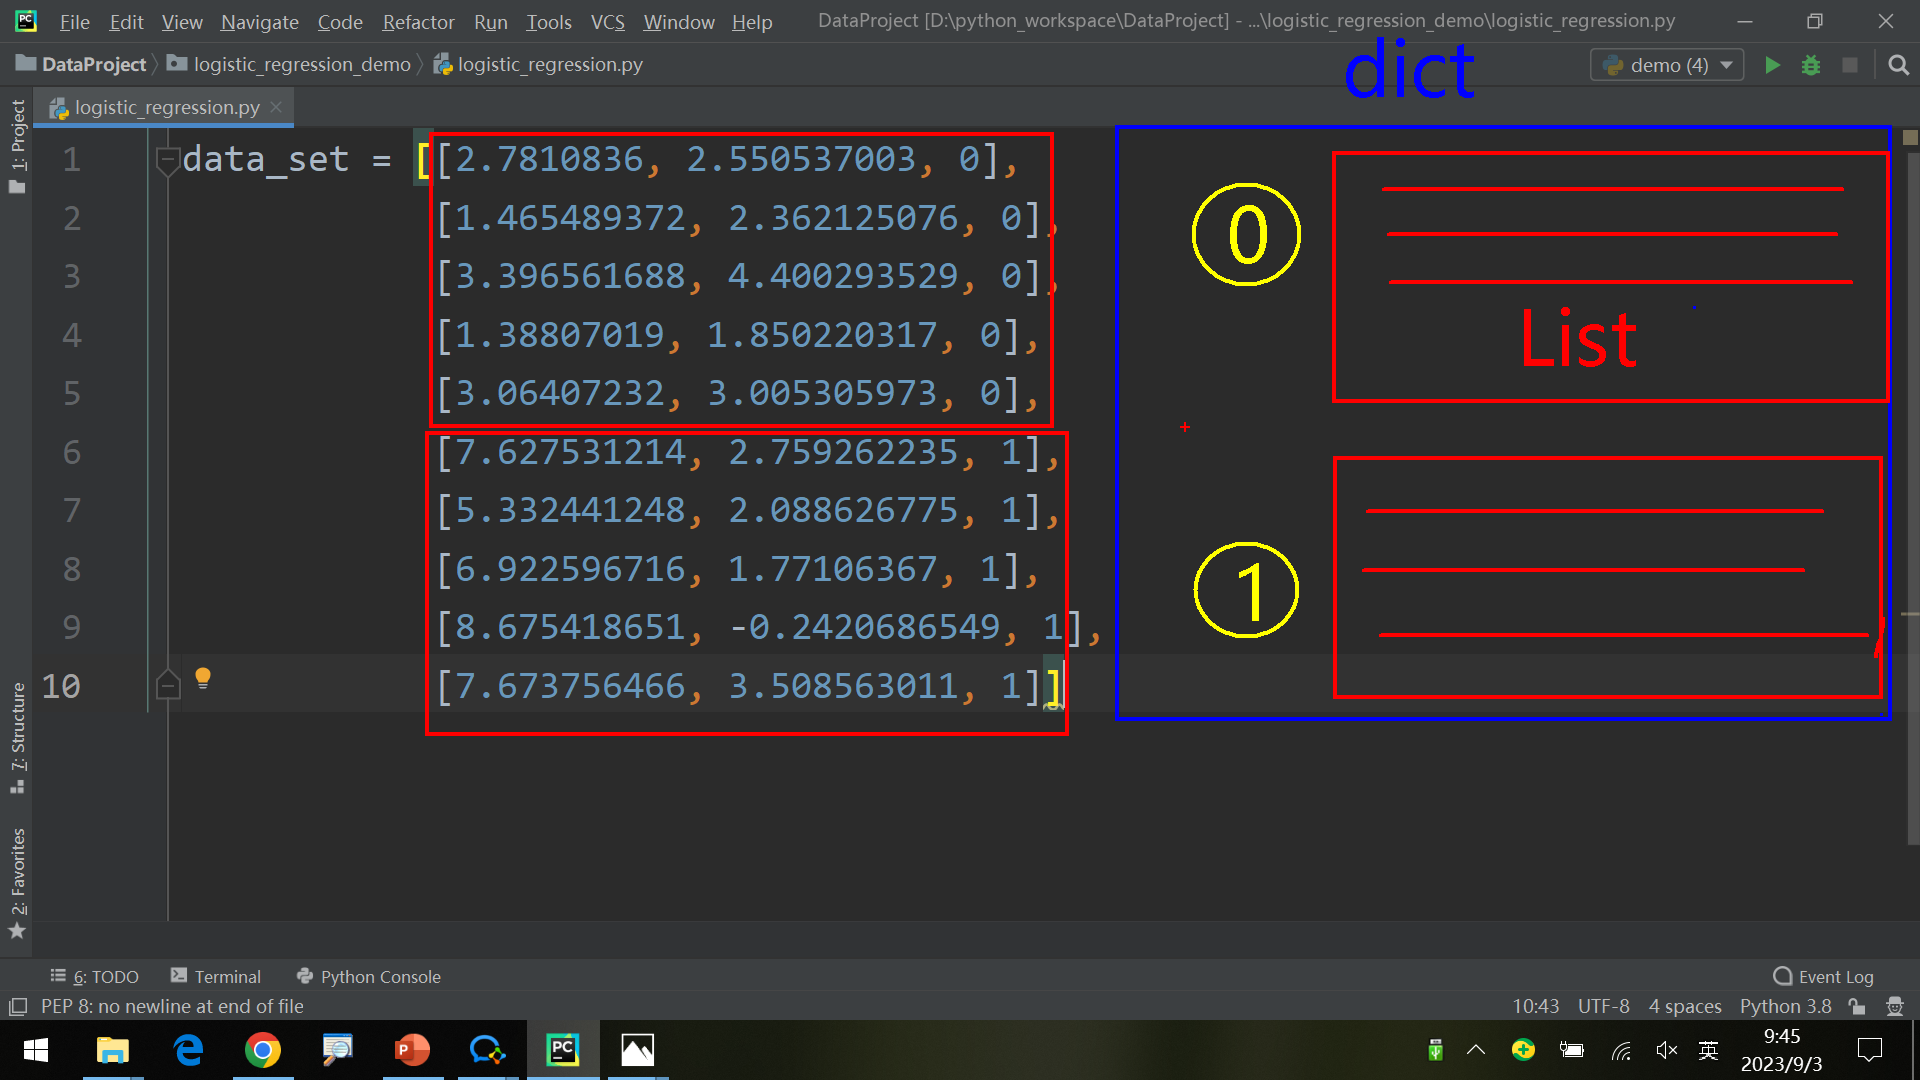 File Edit View Navigate Code Refactor Run Tools VCS Window Help DataProject [D:\python_workspace\DataProject] - ...\logistic_regression_demo\logistic_regression.py
DataProject logistic_regression_demo logistic_regression.py demo (4)
dict
logistic_regression.py
1: Project
1 data_set = [[2.7810836, 2.550537003, 0],
2 [1.465489372, 2.362125076, 0],
3 [3.396561688, 4.400293529, 0],
4 [1.38807019, 1.850220317, 0],
5 [3.06407232, 3.005305973, 0],
6 [7.627531214, 2.759262235, 1],
7 [5.332441248, 2.088626775, 1],
8 [6.922596716, 1.77106367, 1],
9 [8.675418651, -0.2420686549, 1],
10 [7.673756466, 3.508563011, 1]]
0
List
1
7: Structure
2: Favorites
6: TODO Terminal Python Console Event Log
PEP 8: no newline at end of file 10:43 UTF-8 4 spaces Python 3.8
英 9:45
2023/9/3